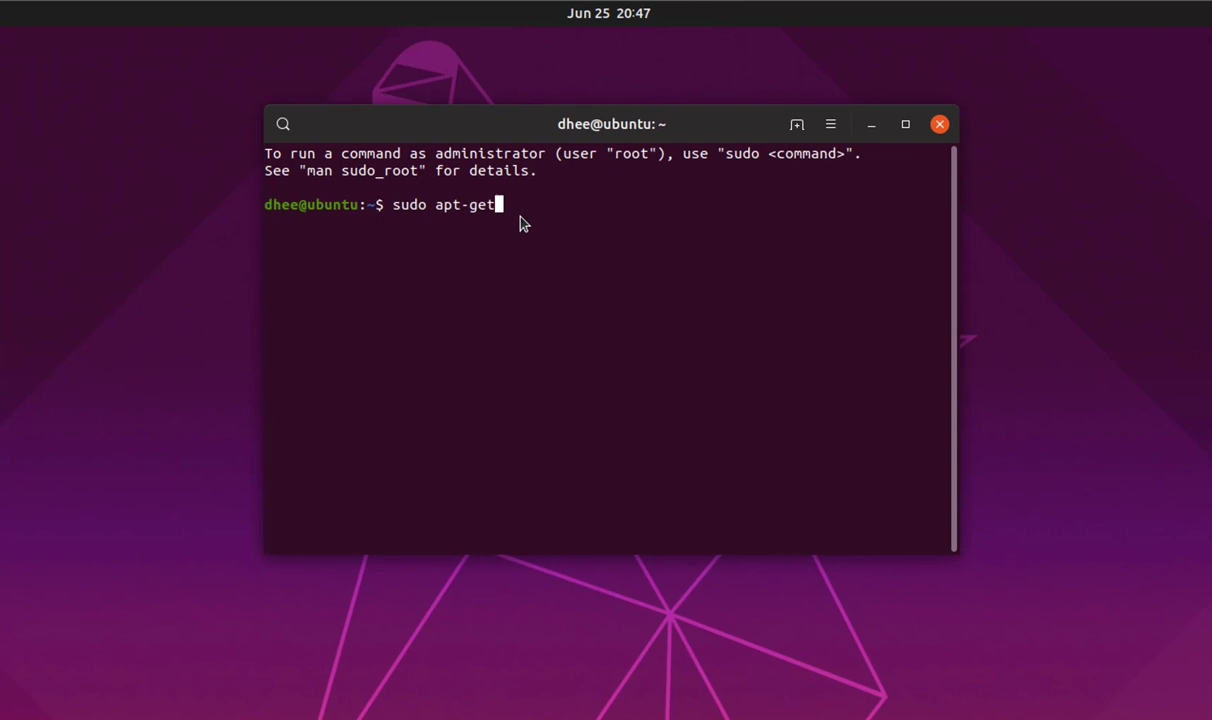 Jun 25 20:47
dhee@ubuntu: ~
To run a command as administrator (user "root"), use "sudo <command>".
See "man sudo_root" for details.
dhee@ubuntu:~$ sudo apt-get